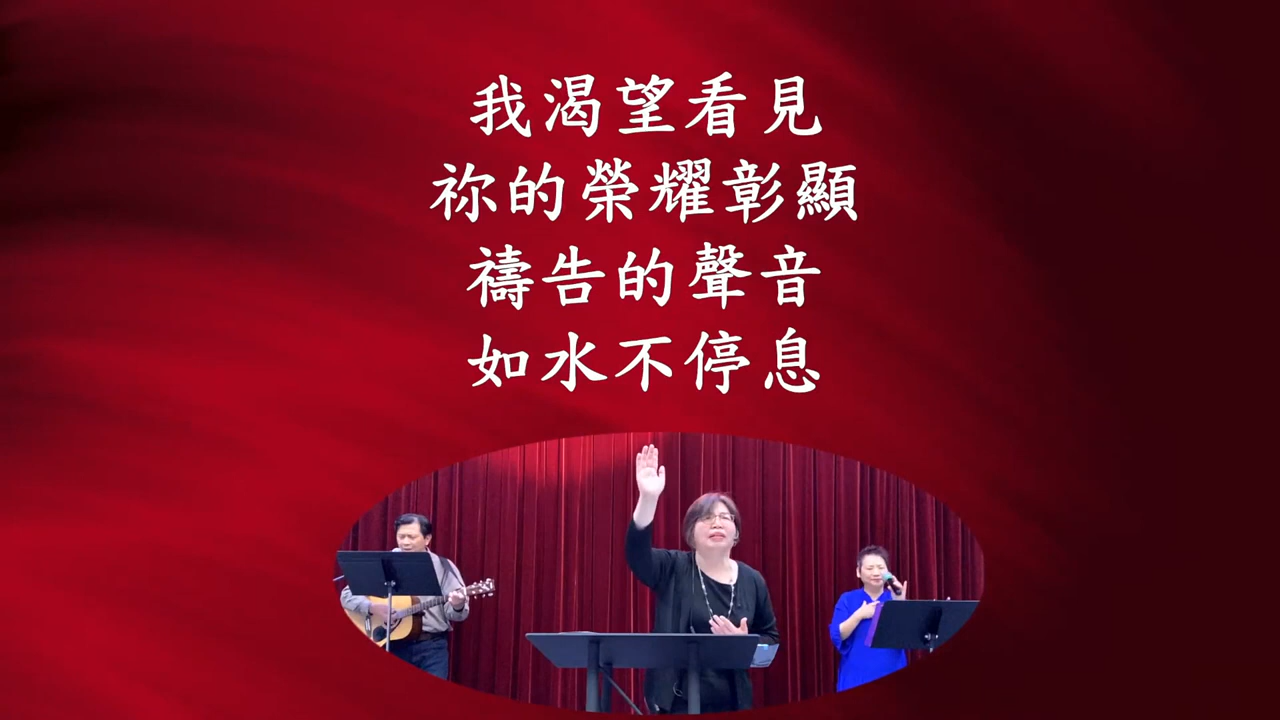 我渴望看見
祢的榮耀彰顯
禱告的聲音
如水不停息